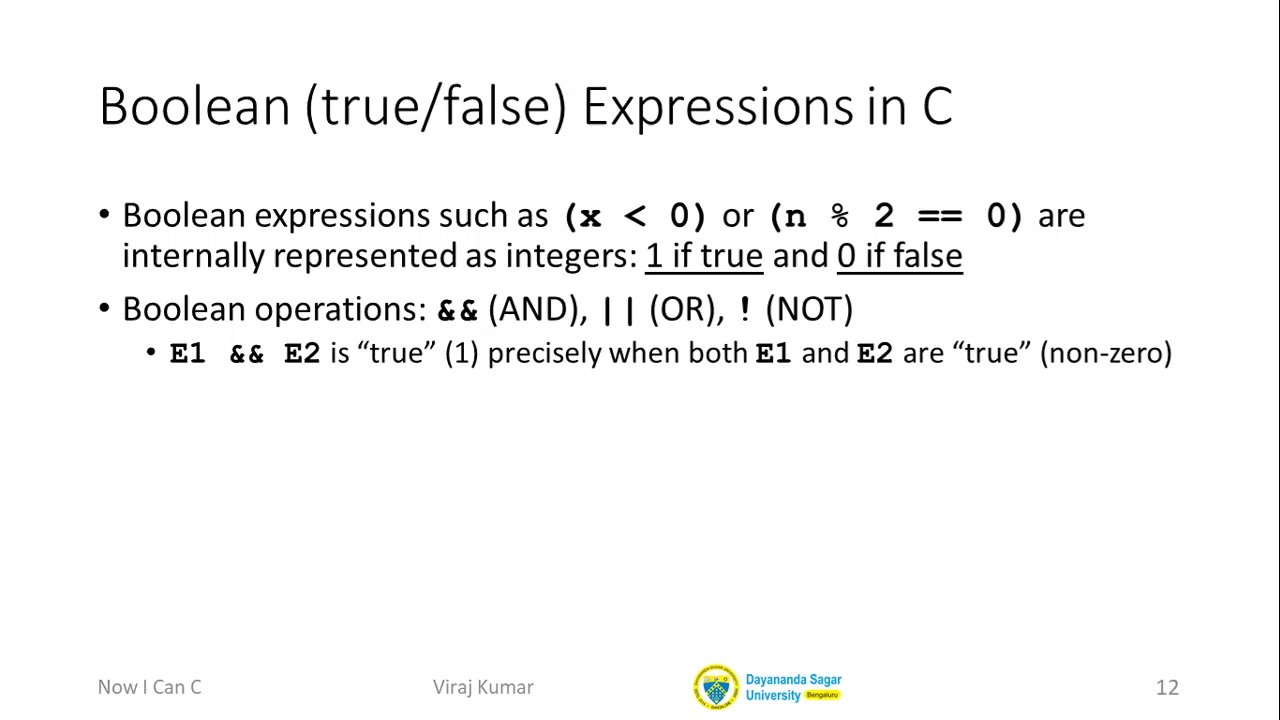 Boolean (true/false) Expressions in C
• Boolean expressions such as (x < 0) or (n % 2 == 0) are
internally represented as integers: 1 if true and 0 if false
• Boolean operations: && (AND), || (OR), ! (NOT)
• E1 && E2 is “true” (1) precisely when both E1 and E2 are “true” (non-zero)
Now I Can C
Viraj Kumar
Dayananda Sagar
University Bengaluru
12